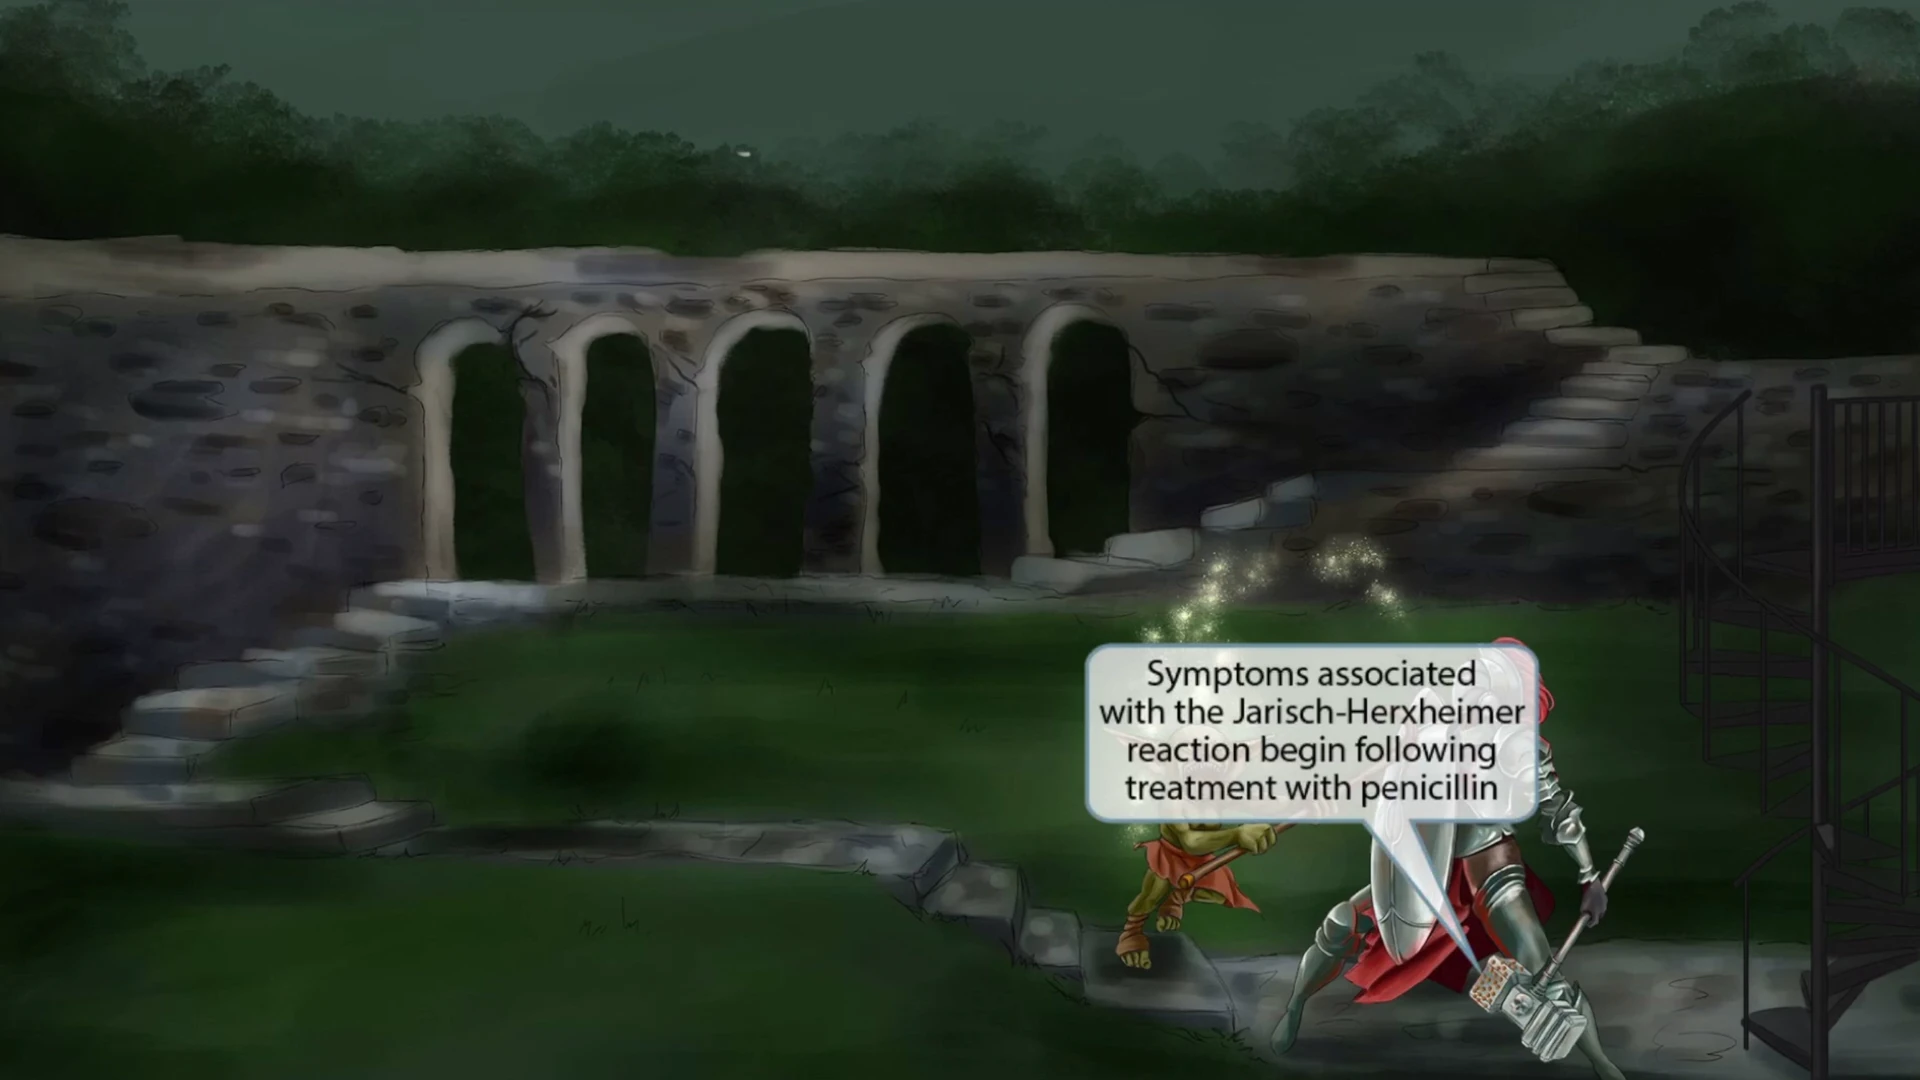 Symptoms associated
with the Jarisch-Herxheimer
reaction begin following
treatment with penicillin